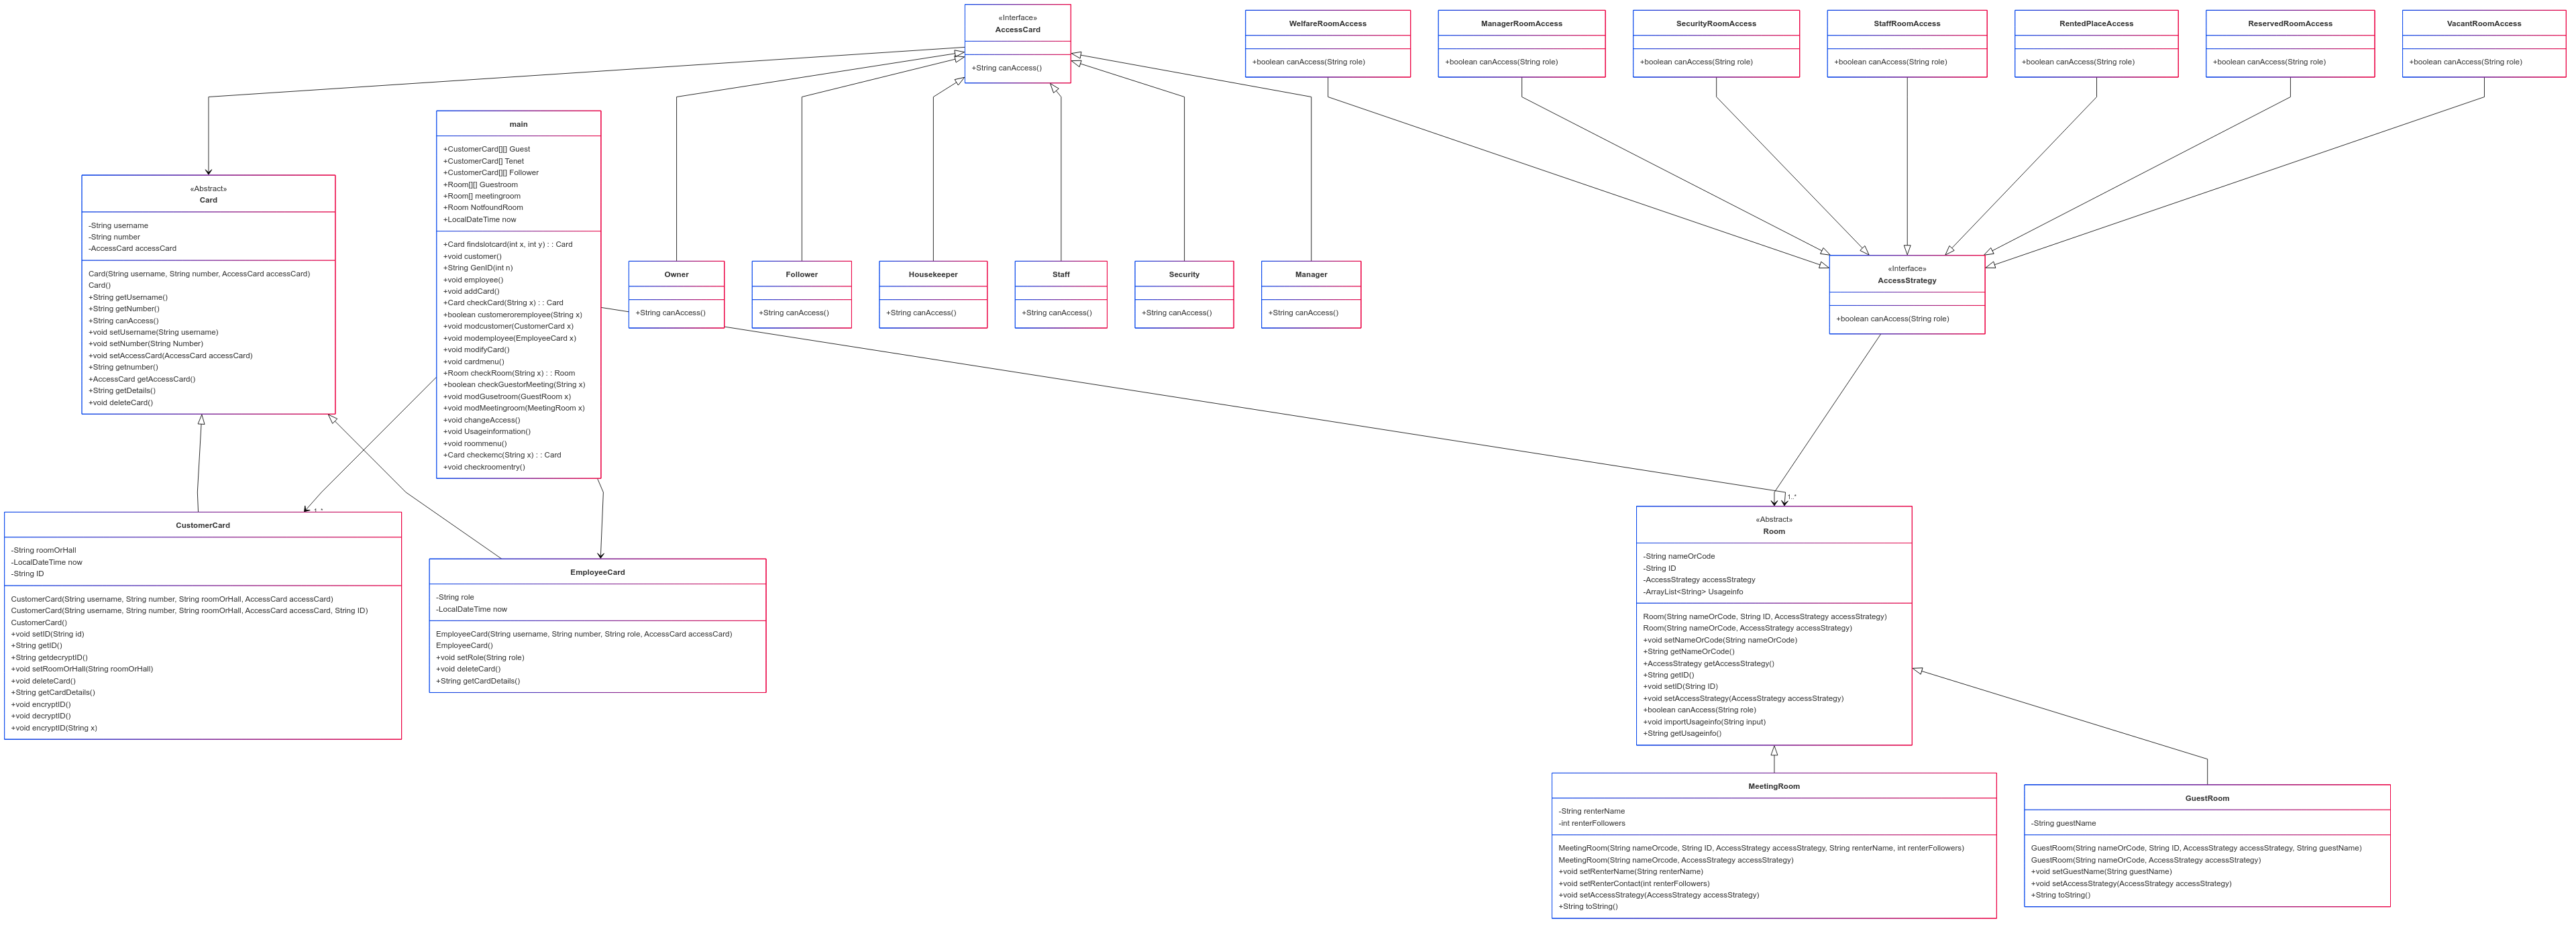 «Interface»
AccessCard
+String canAccess()
WelfareRoomAccess
+boolean canAccess(String role)
ManagerRoomAccess
+boolean canAccess(String role)
SecurityRoomAccess
+boolean canAccess(String role)
StaffRoomAccess
+boolean canAccess(String role)
RentedPlaceAccess
+boolean canAccess(String role)
ReservedRoomAccess
+boolean canAccess(String role)
VacantRoomAccess
+boolean canAccess(String role)
main
+CustomerCard[][] Guest
+CustomerCard[] Tenet
+CustomerCard[][] Follower
+Room[][] Guestroom
+Room[] meetingroom
+Room NotfoundRoom
+LocalDateTime now
+Card findslotcard(int x, int y) : : Card
+void customer()
+String GenID(int n)
+void employee()
+void addCard()
+Card checkCard(String x) : : Card
+boolean customeroremployee(String x)
+void modcustomer(CustomerCard x)
+void modemployee(EmployeeCard x)
+void modifyCard()
+void cardmenu()
+Room checkRoom(String x) : : Room
+boolean checkGuestorMeeting(String x)
+void modGusetroom(GuestRoom x)
+void modMeetingroom(MeetingRoom x)
+void changeAccess()
+void Usageinformation()
+void roommenu()
+Card checkemc(String x) : : Card
+void checkroomentry()
«Abstract»
Card
-String username
-String number
-AccessCard accessCard
Card(String username, String number, AccessCard accessCard)
Card()
+String getUsername()
+String getNumber()
+String canAccess()
+void setUsername(String username)
+void setNumber(String Number)
+void setAccessCard(AccessCard accessCard)
+String getnumber()
+AccessCard getAccessCard()
+String getDetails()
+void deleteCard()
Owner
+String canAccess()
Follower
+String canAccess()
Housekeeper
+String canAccess()
Staff
+String canAccess()
Security
+String canAccess()
Manager
+String canAccess()
«Interface»
AccessStrategy
+boolean canAccess(String role)
1..*
1..*
CustomerCard
-String roomOrHall
-LocalDateTime now
-String ID
CustomerCard(String username, String number, String roomOrHall, AccessCard accessCard)
CustomerCard(String username, String number, String roomOrHall, AccessCard accessCard, String ID)
CustomerCard()
+void setID(String id)
+String getID()
+String getdecryptID()
+void setRoomOrHall(String roomOrHall)
+void deleteCard()
+String getCardDetails()
+void encryptID()
+void decryptID()
+void encryptID(String x)
EmployeeCard
-String role
-LocalDateTime now
EmployeeCard(String username, String number, String role, AccessCard accessCard)
EmployeeCard()
+void setRole(String role)
+void deleteCard()
+String getCardDetails()
«Abstract»
Room
-String nameOrCode
-String ID
-AccessStrategy accessStrategy
-ArrayList<String> Usageinfo
Room(String nameOrCode, String ID, AccessStrategy accessStrategy)
Room(String nameOrCode, AccessStrategy accessStrategy)
+void setNameOrCode(String nameOrCode)
+String getNameOrCode()
+AccessStrategy getAccessStrategy()
+String getID()
+void setID(String ID)
+void setAccessStrategy(AccessStrategy accessStrategy)
+boolean canAccess(String role)
+void importUsageinfo(String input)
+String getUsageinfo()
MeetingRoom
-String renterName
-int renterFollowers
MeetingRoom(String nameOrcode, String ID, AccessStrategy accessStrategy, String renterName, int renterFollowers)
MeetingRoom(String nameOrcode, AccessStrategy accessStrategy)
+void setRenterName(String renterName)
+void setRenterContact(int renterFollowers)
+void setAccessStrategy(AccessStrategy accessStrategy)
+String toString()
GuestRoom
-String guestName
GuestRoom(String nameOrCode, String ID, AccessStrategy accessStrategy, String guestName)
GuestRoom(String nameOrCode, AccessStrategy accessStrategy)
+void setGuestName(String guestName)
+void setAccessStrategy(AccessStrategy accessStrategy)
+String toString()